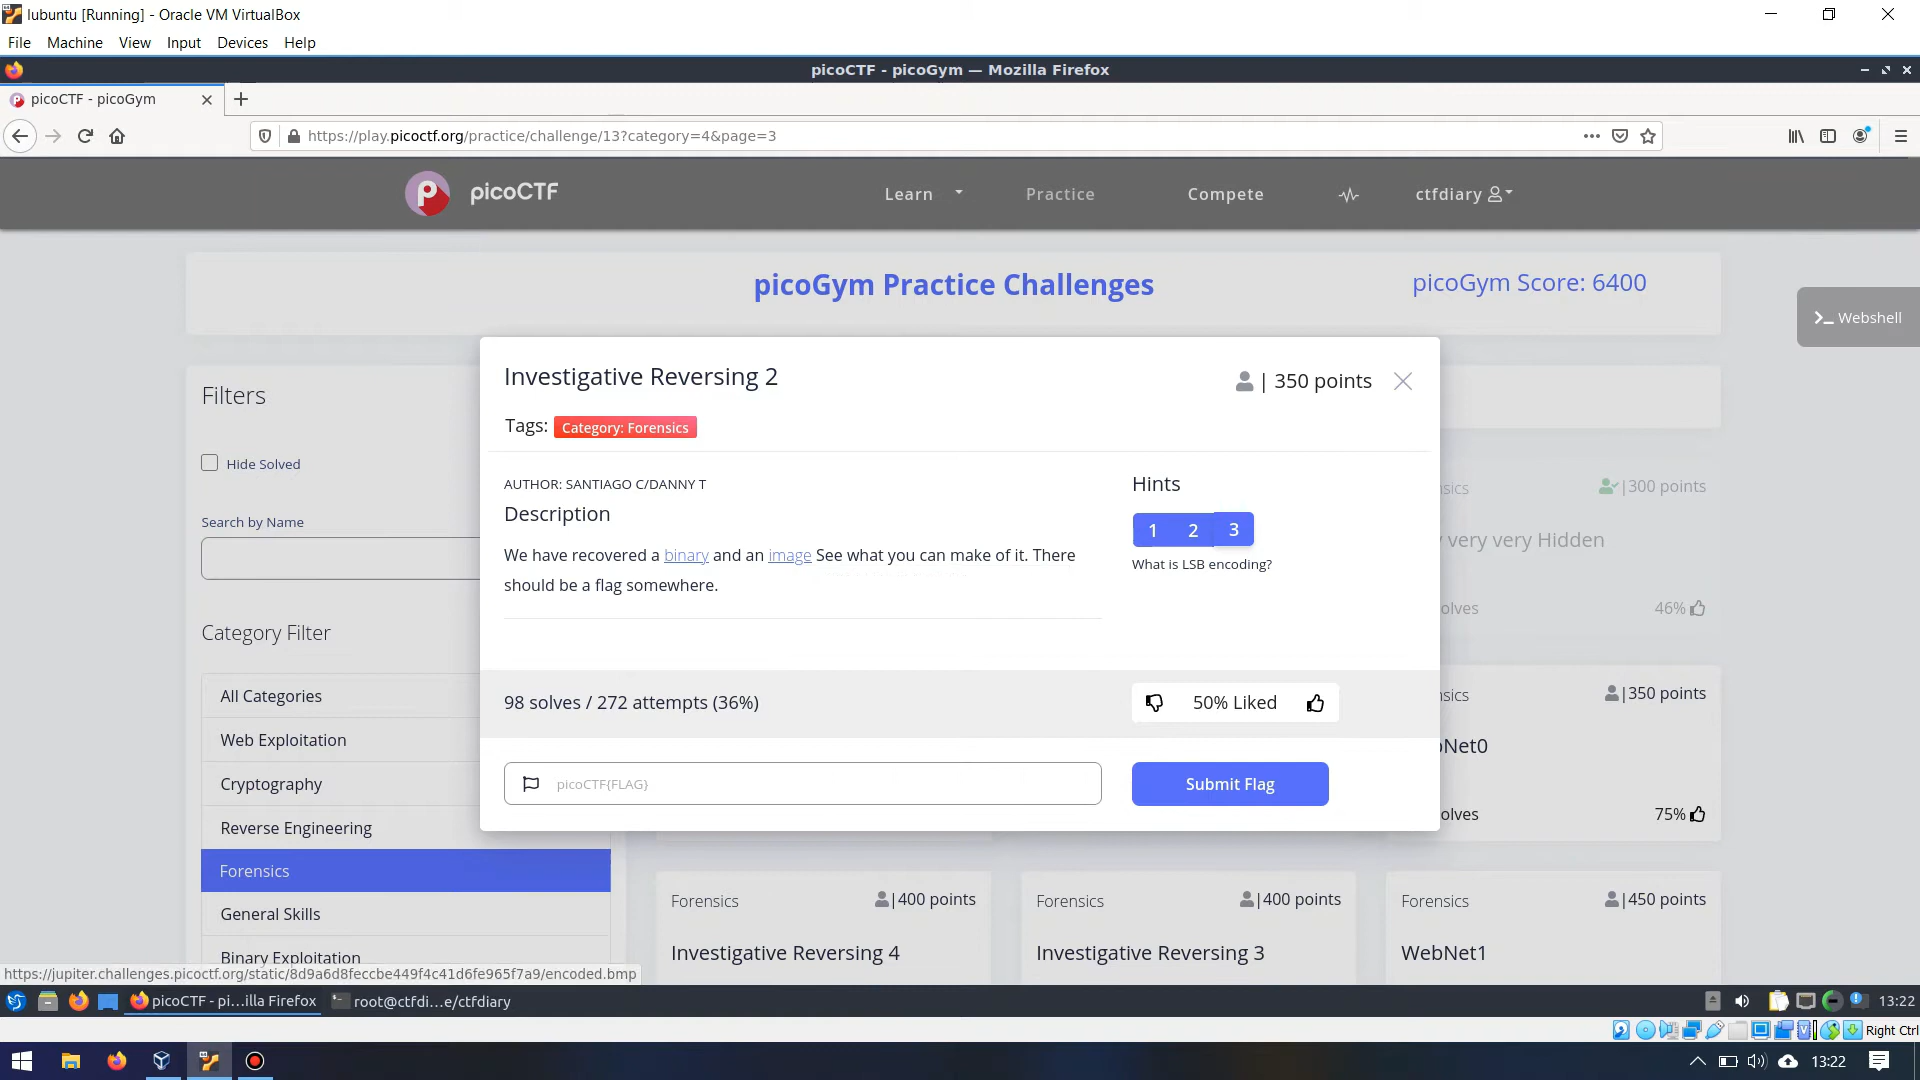 lubuntu [Running] - Oracle VM VirtualBox
File Machine View Input Devices Help
picoCTF - picoGym — Mozilla Firefox
picoCTF - picoGym
https://play.picoctf.org/practice/challenge/13?category=4&page=3
picoCTF
Learn Practice Compete ctfdiary
picoGym Practice Challenges
picoGym Score: 6400
Webshell
Filters
Hide Solved
Search by Name
Category Filter
All Categories
Web Exploitation
Cryptography
Reverse Engineering
Forensics
General Skills
Binary Exploitation
Investigative Reversing 2
| 350 points
Tags: Category: Forensics
AUTHOR: SANTIAGO C/DANNY T
Description
We have recovered a binary and an image See what you can make of it. There
should be a flag somewhere.
Hints
1 2 3
What is LSB encoding?
98 solves / 272 attempts (36%)
50% Liked
picoCTF{FLAG}
Submit Flag
|300 points
very very Hidden
46%
|350 points
75%
Forensics |400 points
Investigative Reversing 4
Forensics |400 points
Investigative Reversing 3
Forensics |450 points
WebNet1
https://jupiter.challenges.picoctf.org/static/8d9a6d8feccbe449f4c41d6fe965f7a9/encoded.bmp
picoCTF - pi...illa Firefox
root@ctfdi...e/ctfdiary
13:22
Right Ctrl
13:22